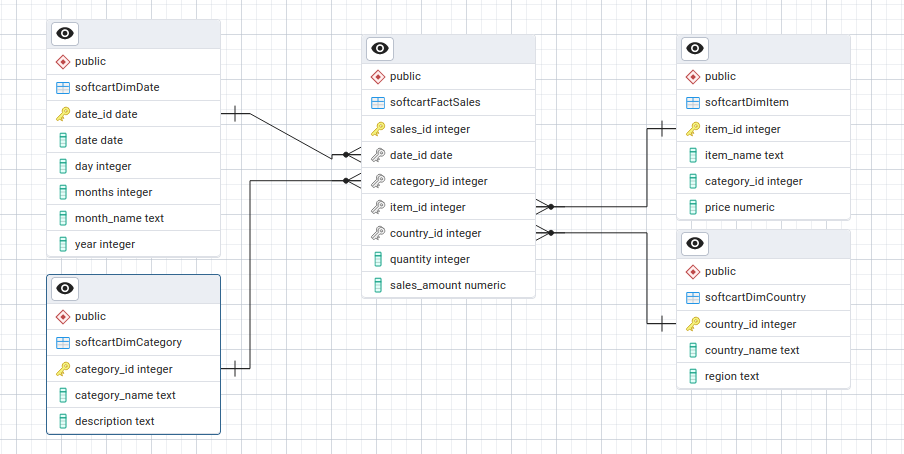 public
softcartDimDate
date_id date
date date
day integer
months integer
month_name text
year integer
public
softcartDimCategory
category_id integer
category_name text
description text
public
softcartFactSales
sales_id integer
date_id date
category_id integer
item_id integer
country_id integer
quantity integer
sales_amount numeric
public
softcartDimItem
item_id integer
item_name text
category_id integer
price numeric
public
softcartDimCountry
country_id integer
country_name text
region text